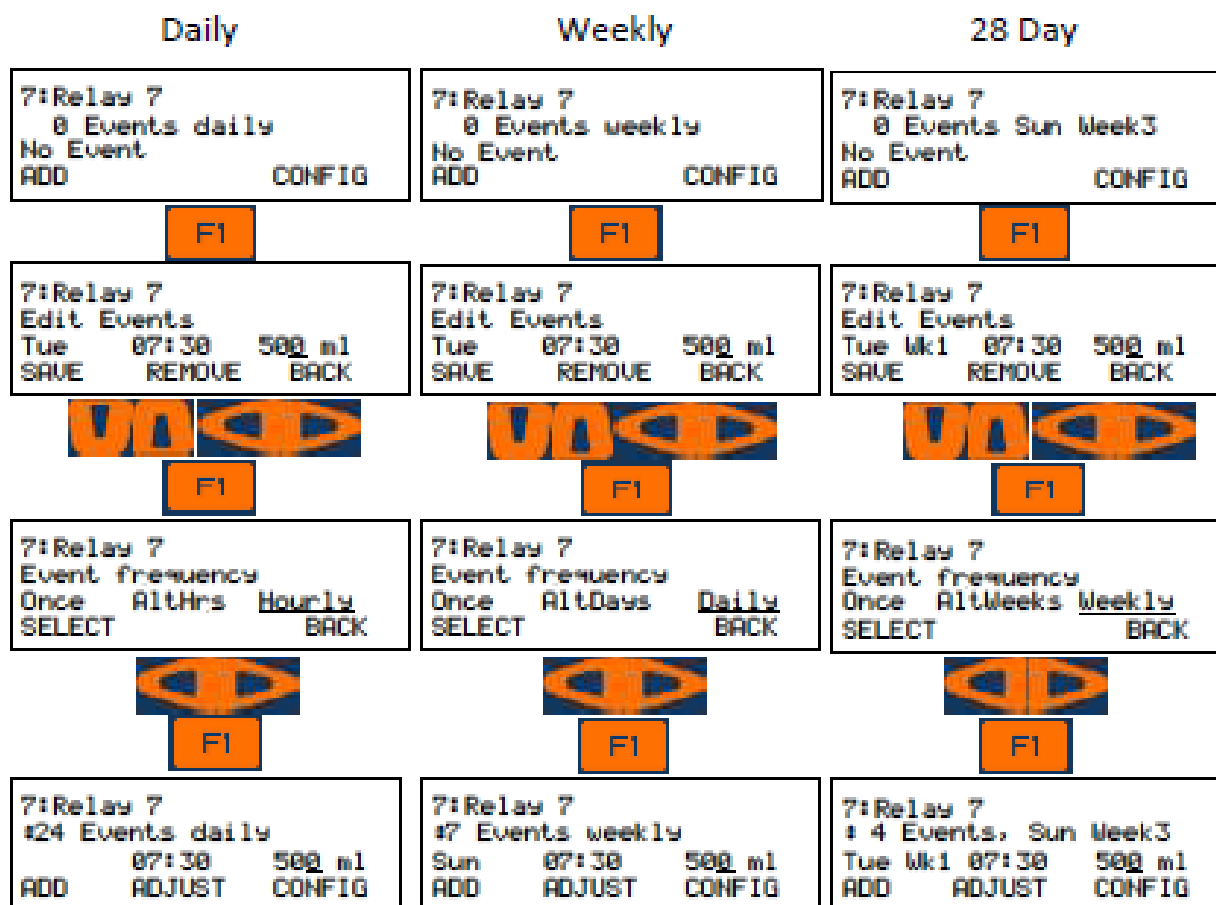 Daily Weekly 28 Day
7:Relay 7
0 Events daily
No Event
ADD CONFIG
7:Relay 7
0 Events weekly
No Event
ADD CONFIG
7:Relay 7
0 Events Sun Week3
No Event
ADD CONFIG
F1 F1 F1
7:Relay 7
Edit Events
Tue 07:30 500 ml
SAVE REMOVE BACK
7:Relay 7
Edit Events
Tue 07:30 500 ml
SAVE REMOVE BACK
7:Relay 7
Edit Events
Tue Wk1 07:30 500 ml
SAVE REMOVE BACK
F1 F1 F1
7:Relay 7
Event frequency
Once AltHrs Hourly
SELECT BACK
7:Relay 7
Event frequency
Once AltDays Daily
SELECT BACK
7:Relay 7
Event frequency
Once AltWeeks Weekly
SELECT BACK
F1 F1 F1
7:Relay 7
↕24 Events daily
07:30 500 ml
ADD ADJUST CONFIG
7:Relay 7
↕7 Events weekly
Sun 07:30 500 ml
ADD ADJUST CONFIG
7:Relay 7
↕ 4 Events, Sun Week3
Tue Wk1 07:30 500 ml
ADD ADJUST CONFIG